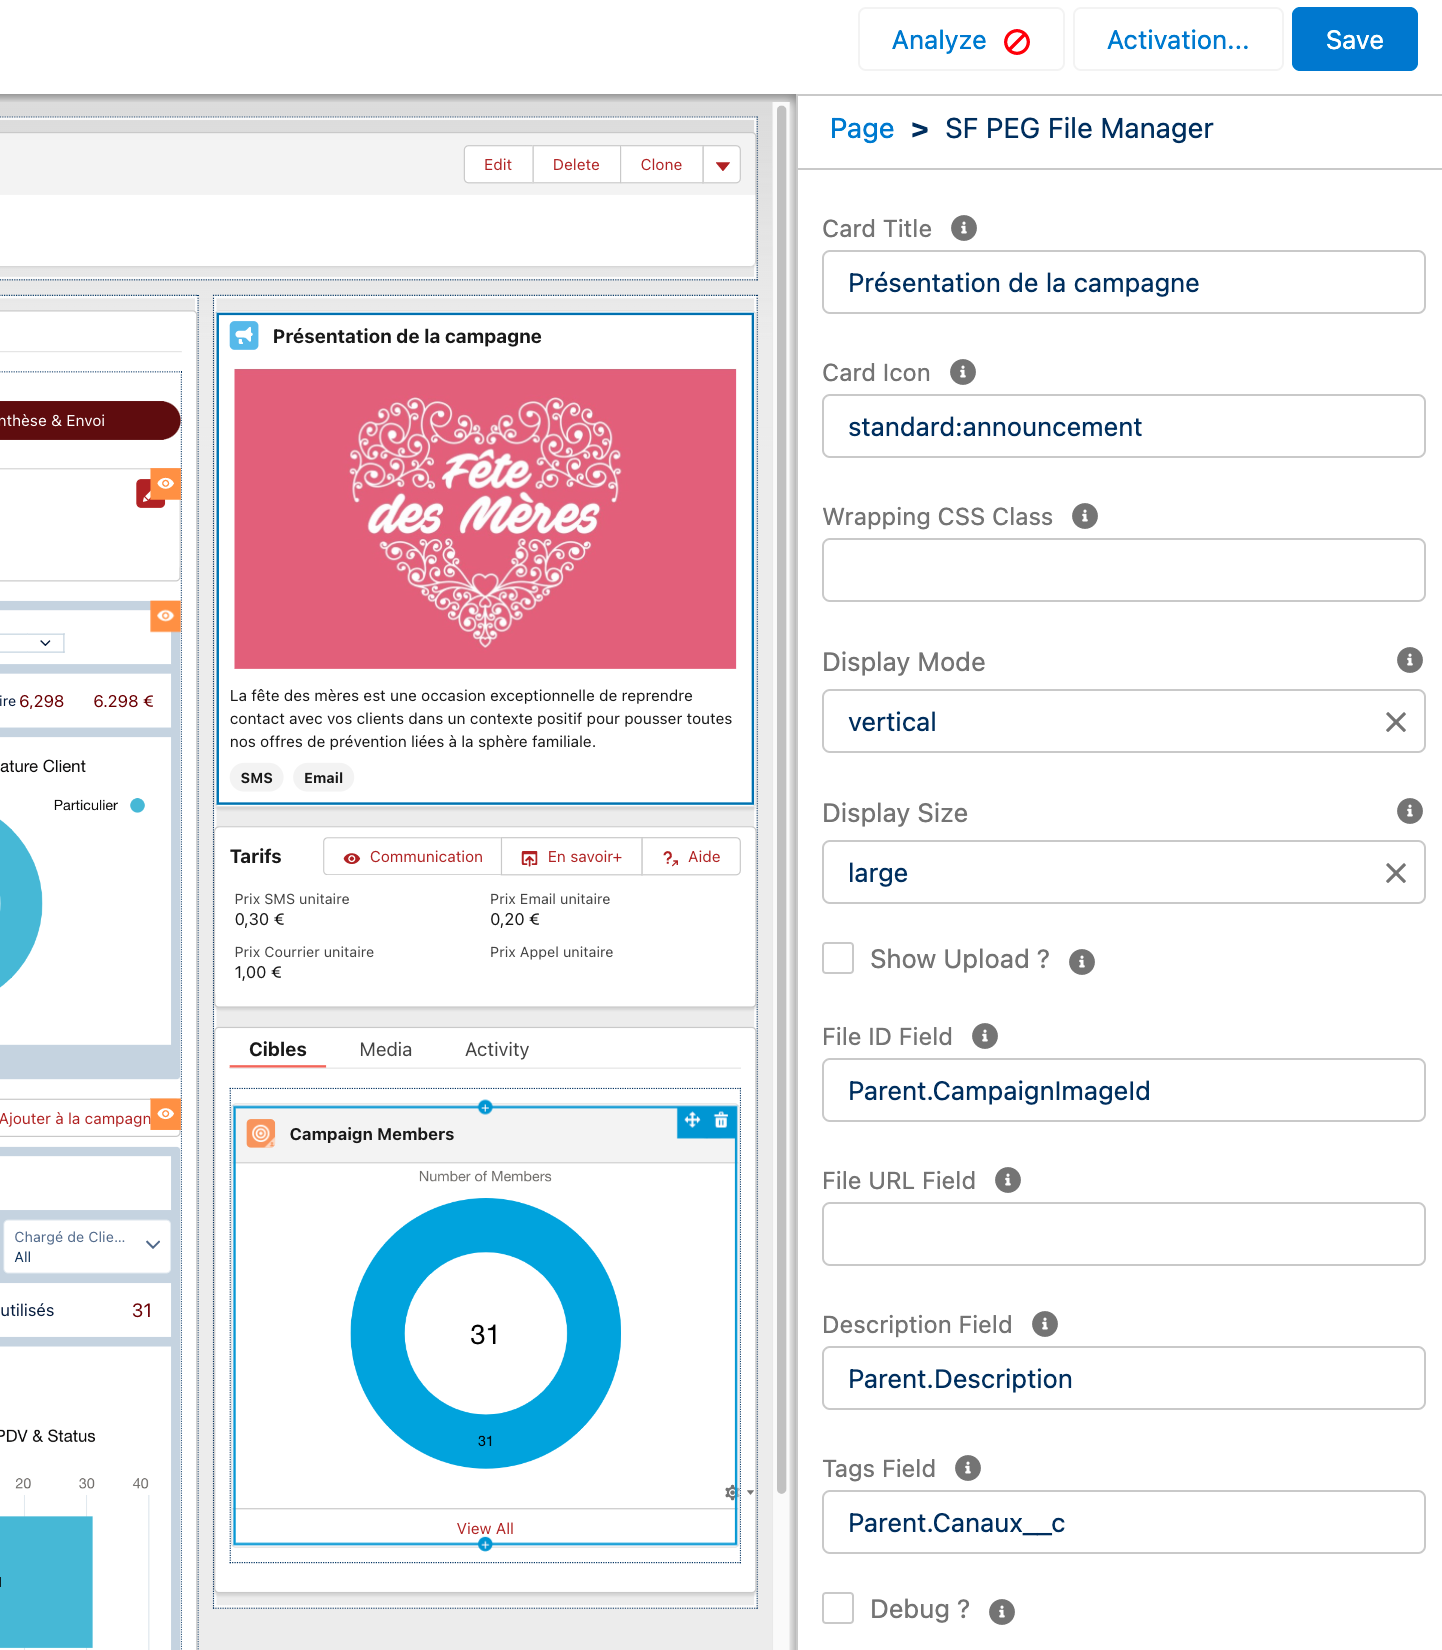 Analyze
Activation...
Save
Page > SF PEG File Manager
Edit
Delete
Clone
nthèse & Envoi
ire 6,298 6.298 €
ature Client
Particulier
Ajouter à la campagn
Chargé de Clie...
All
utilisés 31
PDV & Status
20 30 40
Présentation de la campagne
Fête
des Mères
La fête des mères est une occasion exceptionnelle de reprendre
contact avec vos clients dans un contexte positif pour pousser toutes
nos offres de prévention liées à la sphère familiale.
SMS Email
Tarifs
Communication
En savoir+
Aide
Prix SMS unitaire
0,30 €
Prix Email unitaire
0,20 €
Prix Courrier unitaire
1,00 €
Prix Appel unitaire
Cibles Media Activity
Campaign Members
Number of Members
31
31
View All
Card Title
Présentation de la campagne
Card Icon
standard:announcement
Wrapping CSS Class
Display Mode
vertical
Display Size
large
Show Upload ?
File ID Field
Parent.CampaignImageId
File URL Field
Description Field
Parent.Description
Tags Field
Parent.Canaux__c
Debug ?